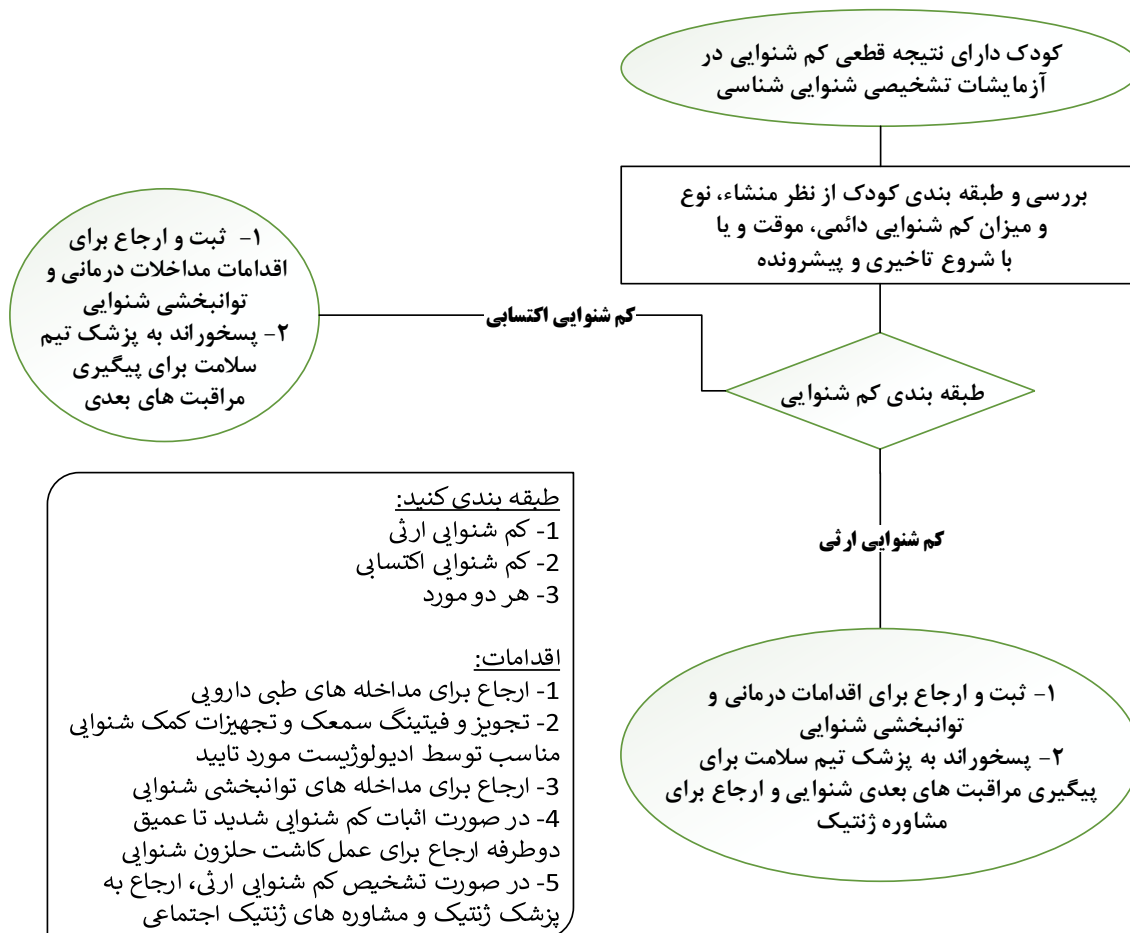 کودک دارای نتیجه قطعی کم شنوایی در
آزمایشات تشخیصی شنوایی شناسی
بررسی و طبقه بندی کودک از نظر منشاء، نوع
و میزان کم شنوایی دائمی، موقت و یا
با شروع تاخیری و پیشرونده
طبقه بندی کم شنوایی
کم شنوایی اکتسابی
۱- ثبت و ارجاع برای
اقدامات مداخلات درمانی و
توانبخشی شنوایی
۲- پسخوراند به پزشک تیم
سلامت برای پیگیری
مراقبت های بعدی
کم شنوایی ارثی
۱- ثبت و ارجاع برای اقدامات درمانی و
توانبخشی شنوایی
۲- پسخوراند به پزشک تیم سلامت برای
پیگیری مراقبت های بعدی شنوایی و ارجاع برای
مشاوره ژنتیک
طبقه بندی کنید:
1- کم شنوایی ارثی
2- کم شنوایی اکتسابی
3- هر دو مورد
اقدامات:
1- ارجاع برای مداخله های طبی دارویی
2- تجویز و فیتینگ سمعک و تجهیزات کمک شنوایی
مناسب توسط ادیولوژیست مورد تایید
3- ارجاع برای مداخله های توانبخشی شنوایی
4- در صورت اثبات کم شنوایی شدید تا عمیق
دوطرفه ارجاع برای عمل کاشت حلزون شنوایی
5- در صورت تشخیص کم شنوایی ارثی، ارجاع به
پزشک ژنتیک و مشاوره های ژنتیک اجتماعی